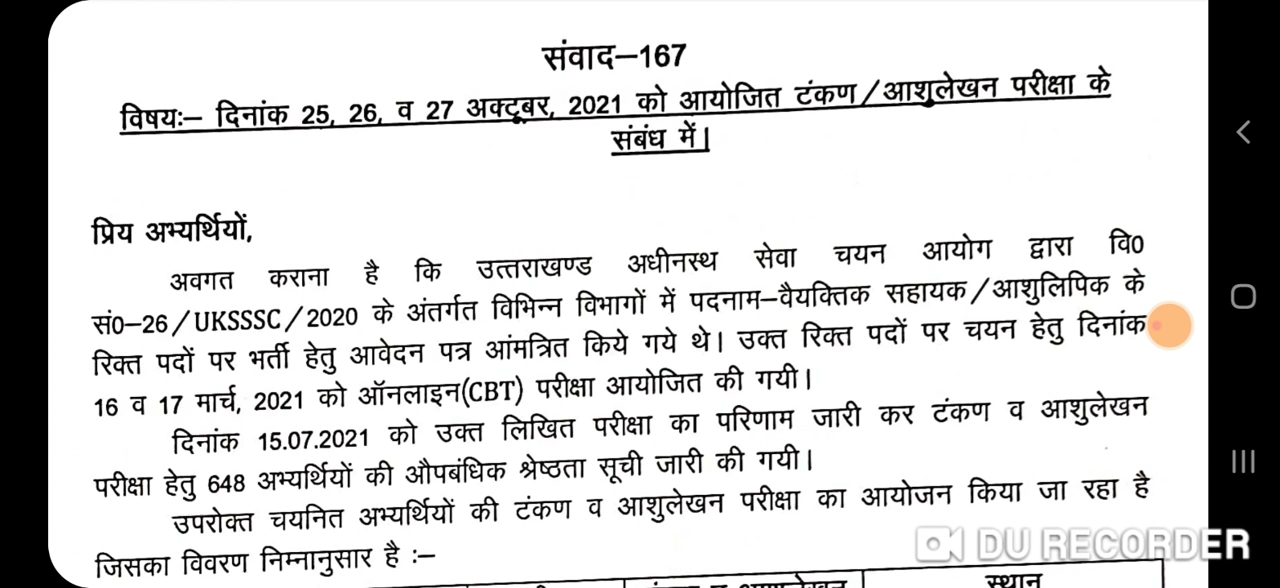 संवाद–167
विषयः– दिनांक 25, 26, व 27 अक्टूबर, 2021 को आयोजित टंकण/आशुलेखन परीक्षा के
संबंध में।
प्रिय अभ्यर्थियों,
अवगत कराना है कि उत्तराखण्ड अधीनस्थ सेवा चयन आयोग द्वारा वि0
सं0–26/UKSSSC/2020 के अंतर्गत विभिन्न विभागों में पदनाम–वैयक्तिक सहायक/आशुलिपिक के
रिक्त पदों पर भर्ती हेतु आवेदन पत्र आंमत्रित किये गये थे। उक्त रिक्त पदों पर चयन हेतु दिनांक
16 व 17 मार्च, 2021 को ऑनलाइन(CBT) परीक्षा आयोजित की गयी।
दिनांक 15.07.2021 को उक्त लिखित परीक्षा का परिणाम जारी कर टंकण व आशुलेखन
परीक्षा हेतु 648 अभ्यर्थियों की औपबंधिक श्रेष्ठता सूची जारी की गयी।
उपरोक्त चयनित अभ्यर्थियों की टंकण व आशुलेखन परीक्षा का आयोजन किया जा रहा है
जिसका विवरण निम्नानुसार है :–
व आशुलेखन स्थान
DU RECORDER